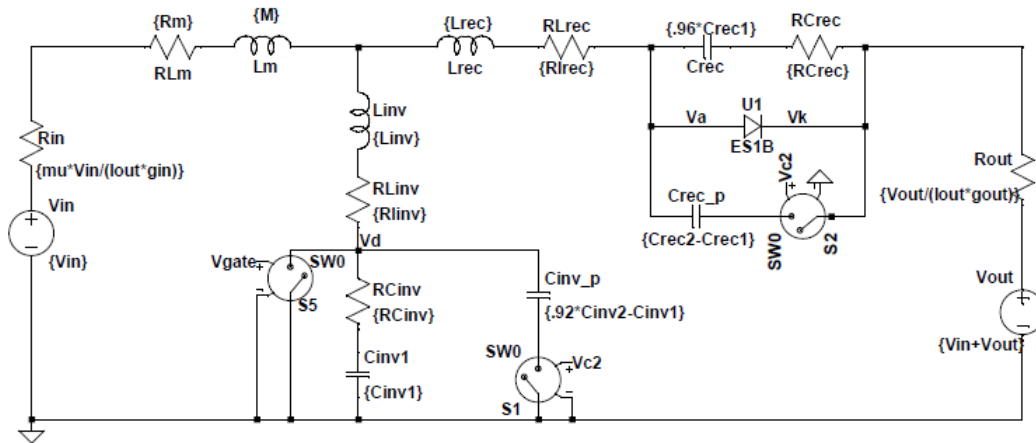 {Rm}
RLm
{M}
Lm
{Lrec}
Lrec
RLrec
{Rlrec}
{.96*Crec1}
Crec
RCrec
{RCrec}
U1
Va
Vk
ES1B
Vc2
+
-
Crec_p
{Crec2-Crec1}
SW0
S2
Rin
{mu*Vin/(Iout*gin)}
Vin
+
−
{Vin}
Linv
{Linv}
RLinv
{Rlinv}
Vd
Vgate
+
-
SW0
S5
RCinv
{RCinv}
Cinv1
{Cinv1}
Cinv_p
{.92*Cinv2-Cinv1}
SW0
Vc2
+
-
S1
Rout
{Vout/(Iout*gout)}
Vout
+
−
{Vin+Vout}